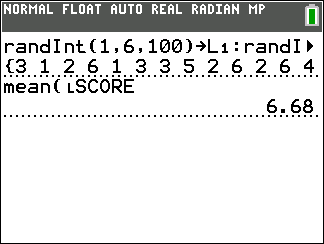 NORMAL FLOAT AUTO REAL RADIAN MP
randInt(1,6,100)→L₁:randI
{3 1 2 6 1 3 3 5 2 6 2 6 4
mean(ʟSCORE
6.68